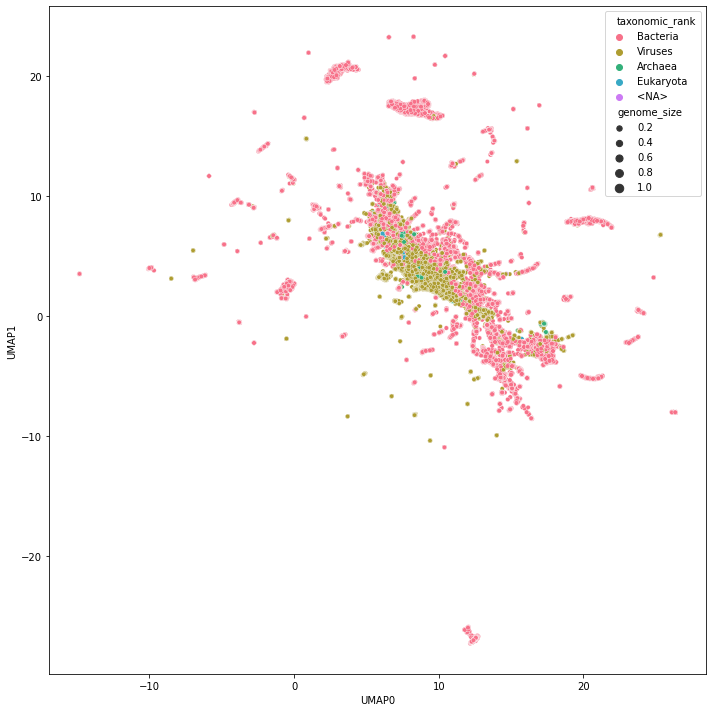 taxonomic_rank
Bacteria
Viruses
Archaea
Eukaryota
<NA>
genome_size
0.2
0.4
0.6
0.8
1.0
20
10
0
−10
−20
UMAP1
−10
0
10
20
UMAP0